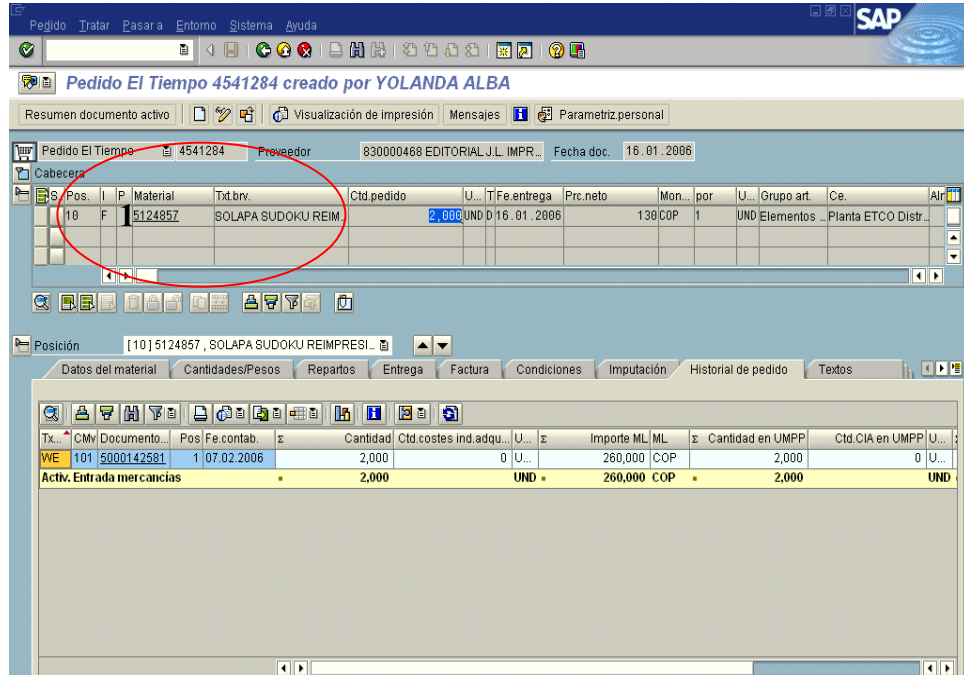 Pedido Tratar Pasar a Entorno Sistema Ayuda
SAP
Pedido El Tiempo 4541284 creado por YOLANDA ALBA
Resumen documento activo Visualización de impresión Mensajes Parametriz.personal
Pedido El Tiempo 4541284 Proveedor 830000468 EDITORIAL J.L. IMPR... Fecha doc. 16.01.2006
Cabecera
S. Pos. I P Material Txt.brv. Ctd.pedido U... T Fe.entrega Prc.neto Mon... por U... Grupo art. Ce. Alr
10 F 1 5124857 SOLAPA SUDOKU REIM. 2,000 UND D 16.01.2006 130 COP 1 UND Elementos ... Planta ETCO Distr...
Posición [ 10 ] 5124857 , SOLAPA SUDOKU REIMPRESI...
Datos del material Cantidades/Pesos Repartos Entrega Factura Condiciones Imputación Historial de pedido Textos
Tx... CMv Documento... Pos Fe.contab. Σ Cantidad Ctd.costes ind.adqu... U... Σ Importe ML ML Σ Cantidad en UMPP Ctd.CIA en UMPP U...
WE 101 5000142581 1 07.02.2006 2,000 0 U... 260,000 COP 2,000 0 U...
Activ. Entrada mercancías 2,000 UND 260,000 COP 2,000 UND